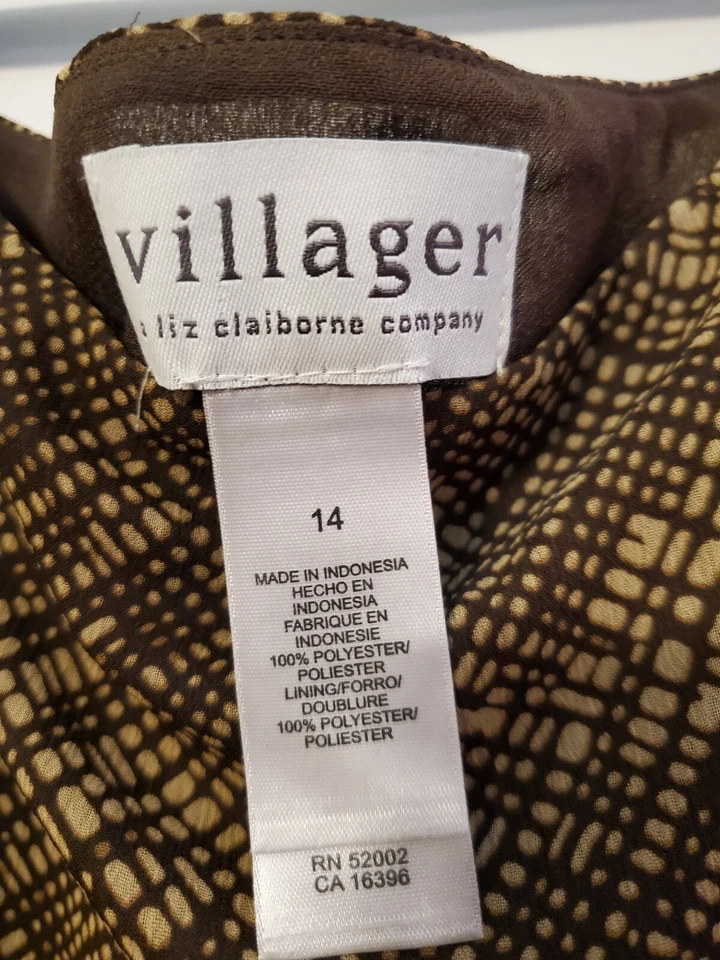 villager
a liz claiborne company
14
MADE IN INDONESIA
HECHO EN
INDONESIA
FABRIQUE EN
INDONESIE
100% POLYESTER/
POLIESTER
LINING/FORRO/
DOUBLURE
100% POLYESTER/
POLIESTER
RN 52002
CA 16396